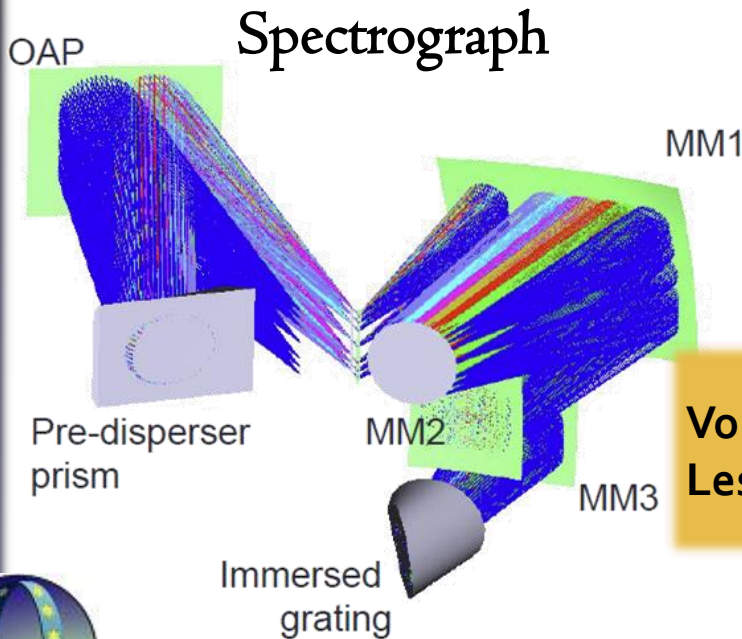 Spectrograph
OAP
MM1
Pre-disperser
prism
MM2
MM3
Immersed
grating